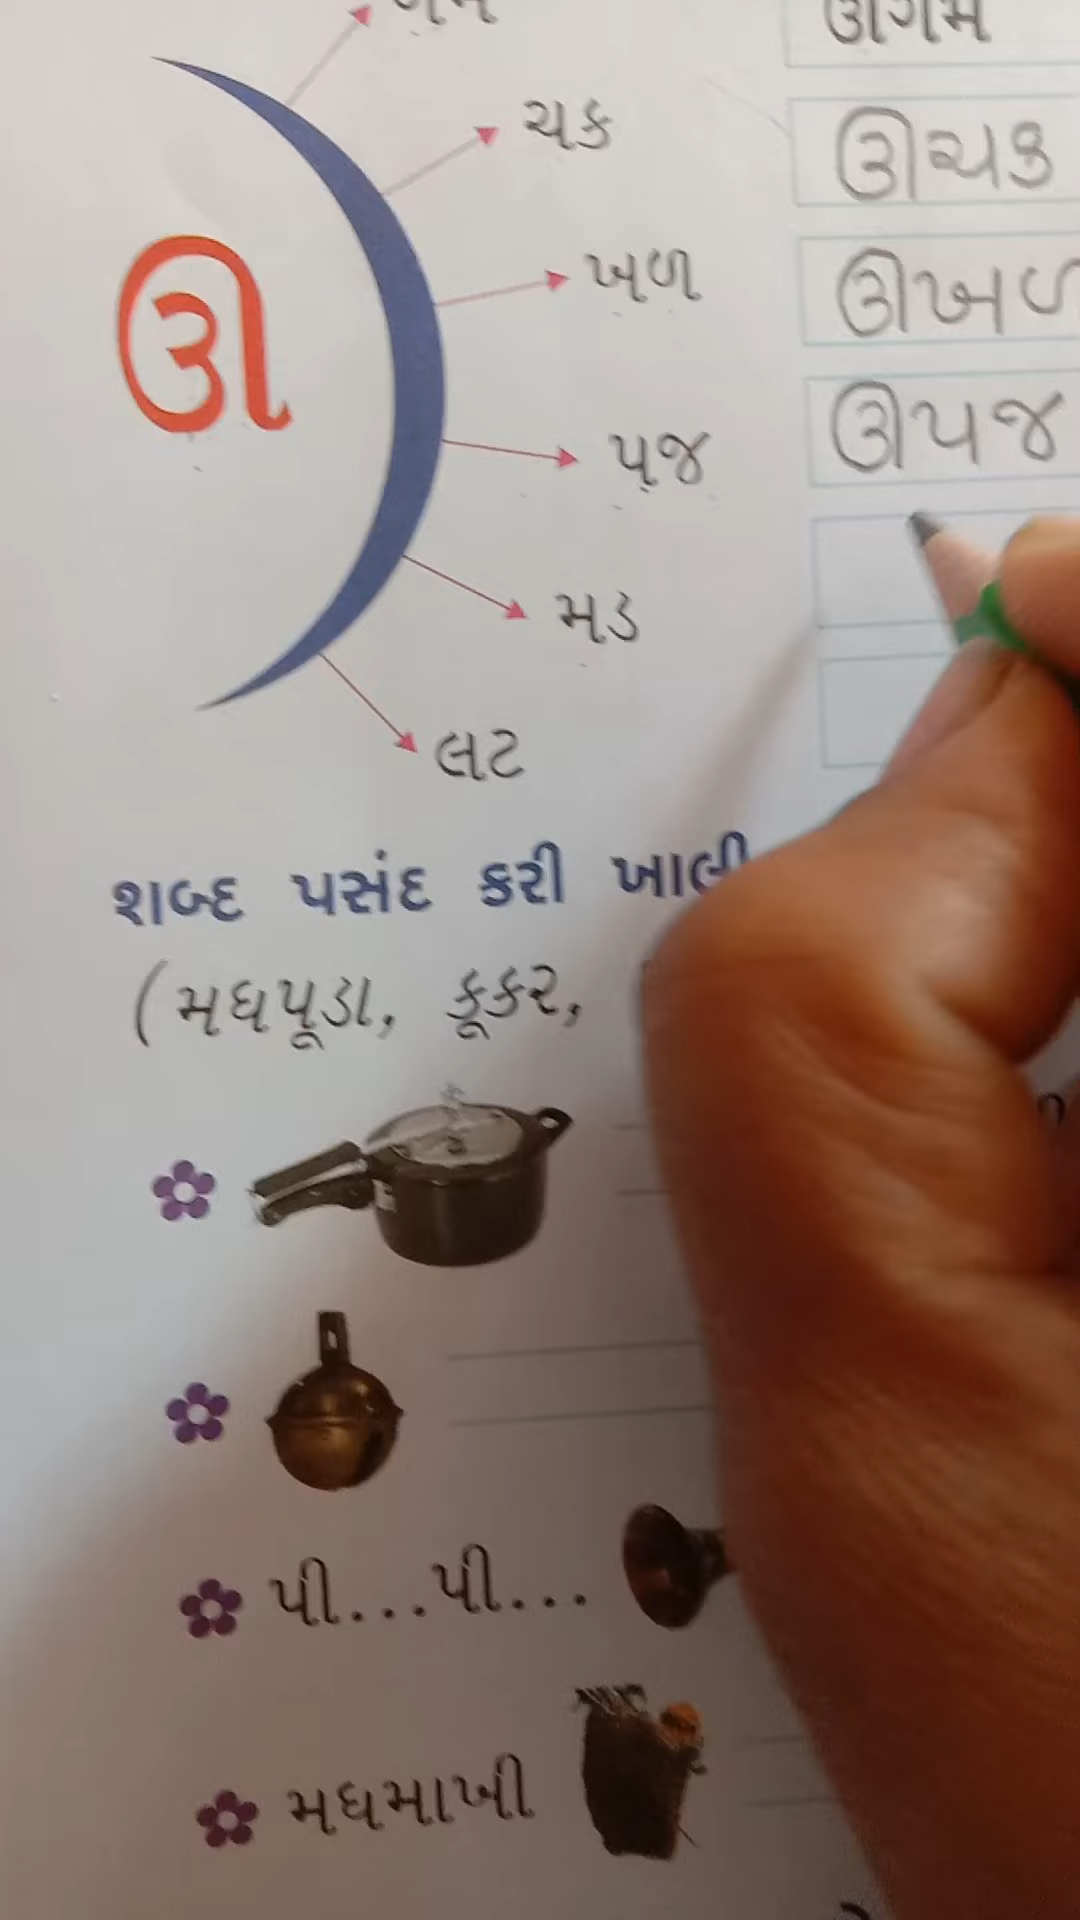 ઊગમ
ચક ઊચક
ઊ
ખળ ઊખળ
પજ ઊપજ
મડ
લટ
શબ્દ પસંદ કરી ખાલી
(મધપૂડા, કૂકર,
પી...પી...
મધમાખી